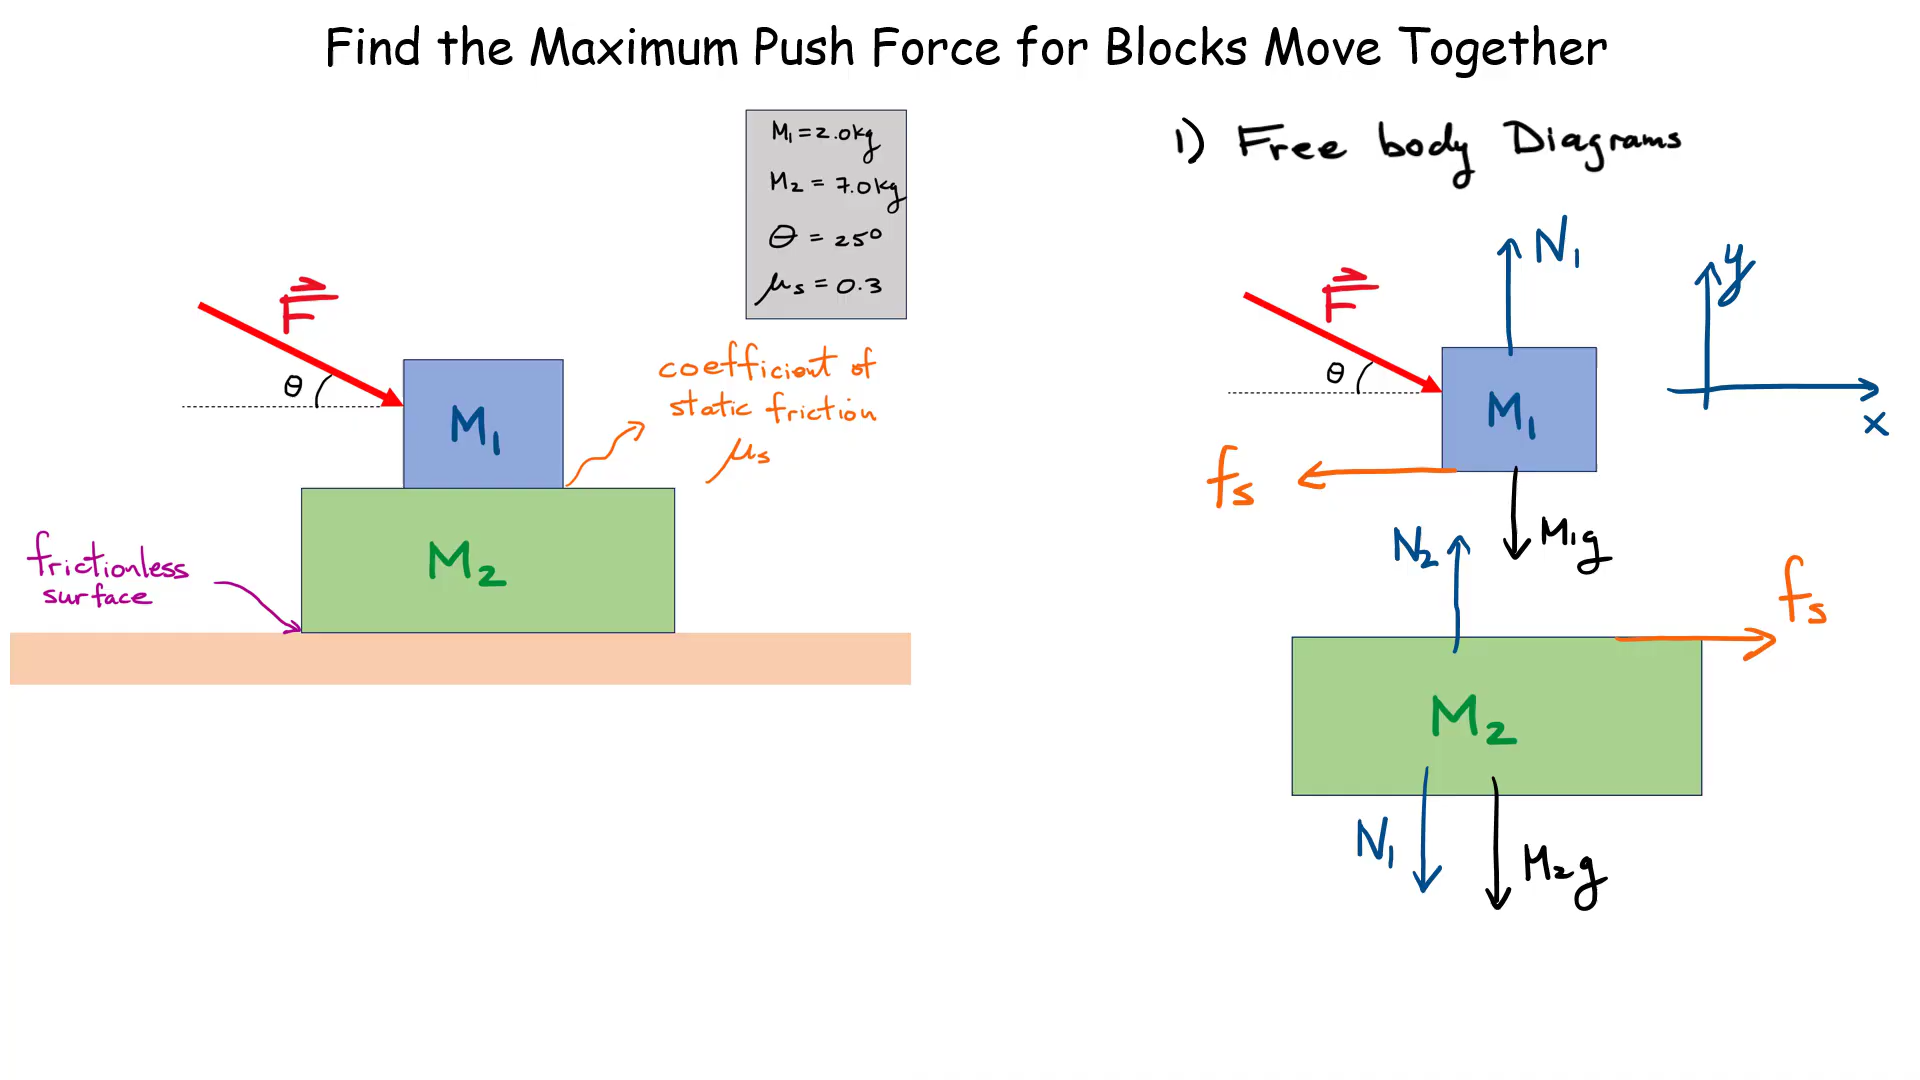 Find the Maximum Push Force for Blocks Move Together
M₁ = 2.0kg
M₂ = 7.0kg
θ = 25°
μs = 0.3
F
θ
M₁
coefficient of
static friction
μs
M₂
frictionless
surface
1) Free body Diagrams
N₁
y
x
F
θ
M₁
fs
M₁g
N₂
fs
M₂
N₁
M₂g